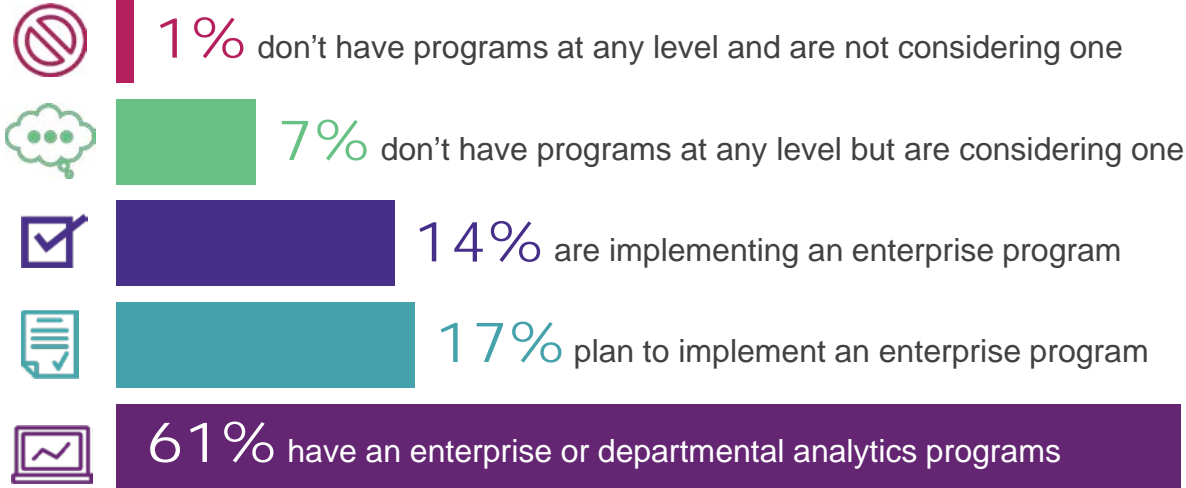 1% don’t have programs at any level and are not considering one
7% don’t have programs at any level but are considering one
14% are implementing an enterprise program
17% plan to implement an enterprise program
61% have an enterprise or departmental analytics programs